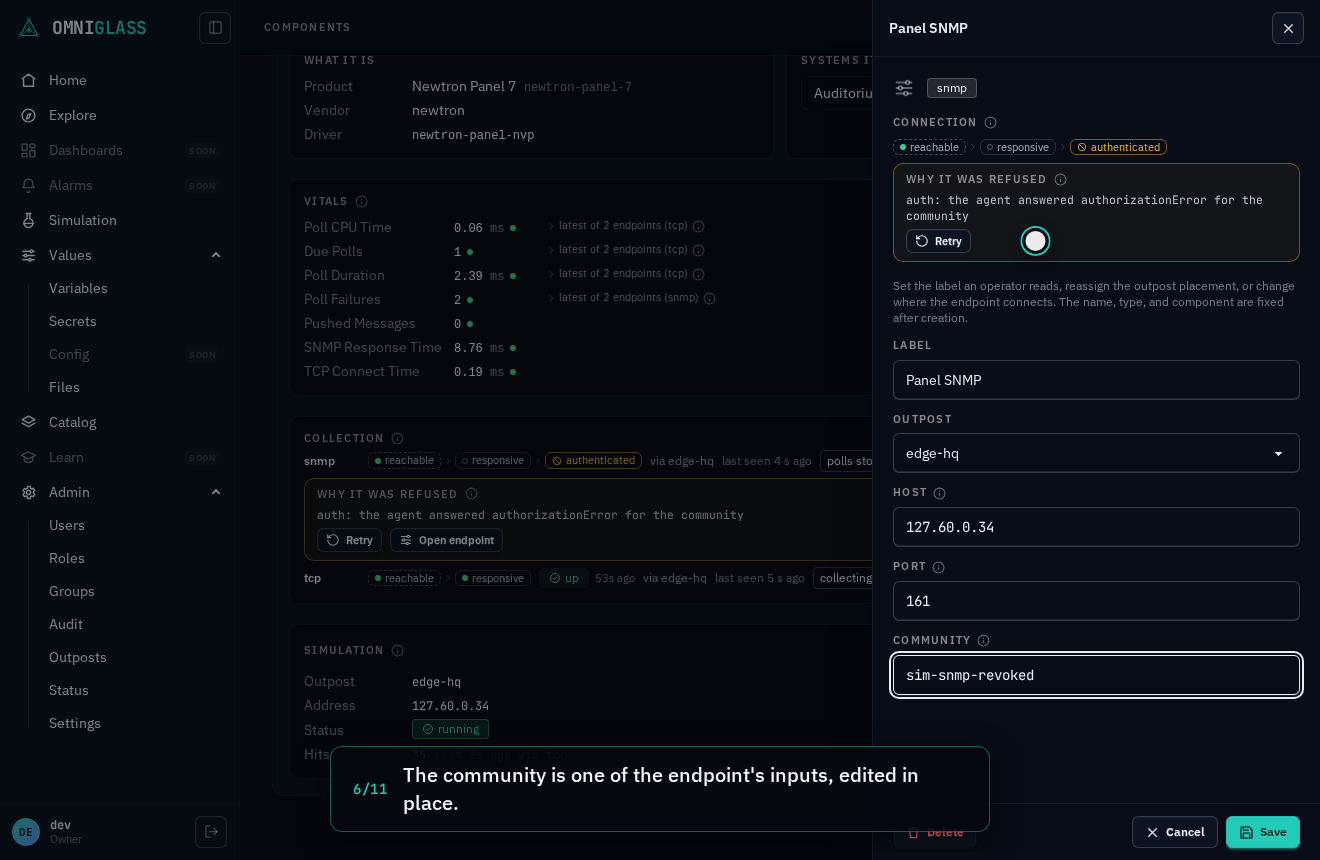 OMNIGLASS
Home
Explore
Dashboards SOON
Alarms SOON
Simulation
Values
Variables
Secrets
Config SOON
Files
Catalog
Learn SOON
Admin
Users
Roles
Groups
Audit
Outposts
Status
Settings
DE dev
Owner
COMPONENTS
WHAT IT IS
Product Newtron Panel 7 newtron-panel-7
Vendor newtron
Driver newtron-panel-nvp
SYSTEMS I
Auditoriu
VITALS
Poll CPU Time 0.06 ms latest of 2 endpoints (tcp)
Due Polls 1 latest of 2 endpoints (tcp)
Poll Duration 2.39 ms latest of 2 endpoints (tcp)
Poll Failures 2 latest of 2 endpoints (snmp)
Pushed Messages 0
SNMP Response Time 8.76 ms
TCP Connect Time 0.19 ms
COLLECTION
snmp reachable responsive authenticated via edge-hq last seen 4 s ago polls sto
WHY IT WAS REFUSED
auth: the agent answered authorizationError for the community
Retry Open endpoint
tcp reachable responsive up 53s ago via edge-hq last seen 5 s ago collecting
SIMULATION
Outpost edge-hq
Address 127.60.0.34
Status running
Hits
6/11 The community is one of the endpoint's inputs, edited in
place.
Panel SNMP
snmp
CONNECTION
reachable responsive authenticated
WHY IT WAS REFUSED
auth: the agent answered authorizationError for the
community
Retry
Set the label an operator reads, reassign the outpost placement, or change
where the endpoint connects. The name, type, and component are fixed
after creation.
LABEL
Panel SNMP
OUTPOST
edge-hq
HOST
127.60.0.34
PORT
161
COMMUNITY
sim-snmp-revoked
Delete Cancel Save